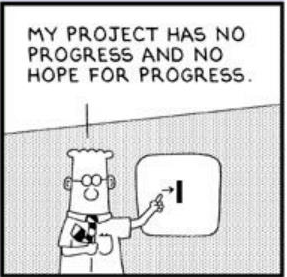 MY PROJECT HAS NO
PROGRESS AND NO
HOPE FOR PROGRESS.